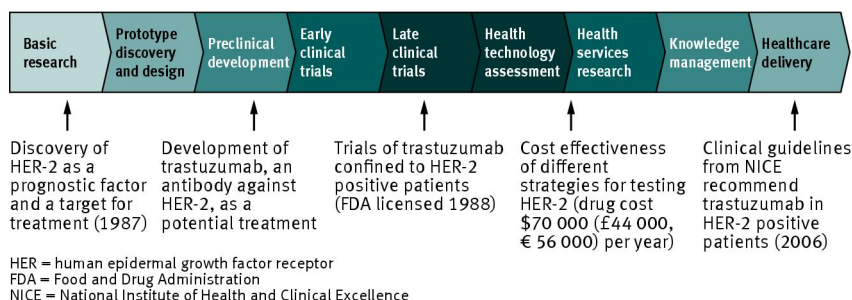 Basic
research
Prototype
discovery
and design
Preclinical
development
Early
clinical
trials
Late
clinical
trials
Health
technology
assessment
Health
services
research
Knowledge
management
Healthcare
delivery
Discovery of
HER-2 as a
prognostic factor
and a target for
treatment (1987)
Development of
trastuzumab, an
antibody against
HER-2, as a
potential treatment
Trials of trastuzumab
confined to HER-2
positive patients
(FDA licensed 1988)
Cost effectiveness
of different
strategies for testing
HER-2 (drug cost
$70 000 (£44 000,
€ 56 000) per year)
Clinical guidelines
from NICE
recommend
trastuzumab in
HER-2 positive
patients (2006)
HER = human epidermal growth factor receptor
FDA = Food and Drug Administration
NICE = National Institute of Health and Clinical Excellence